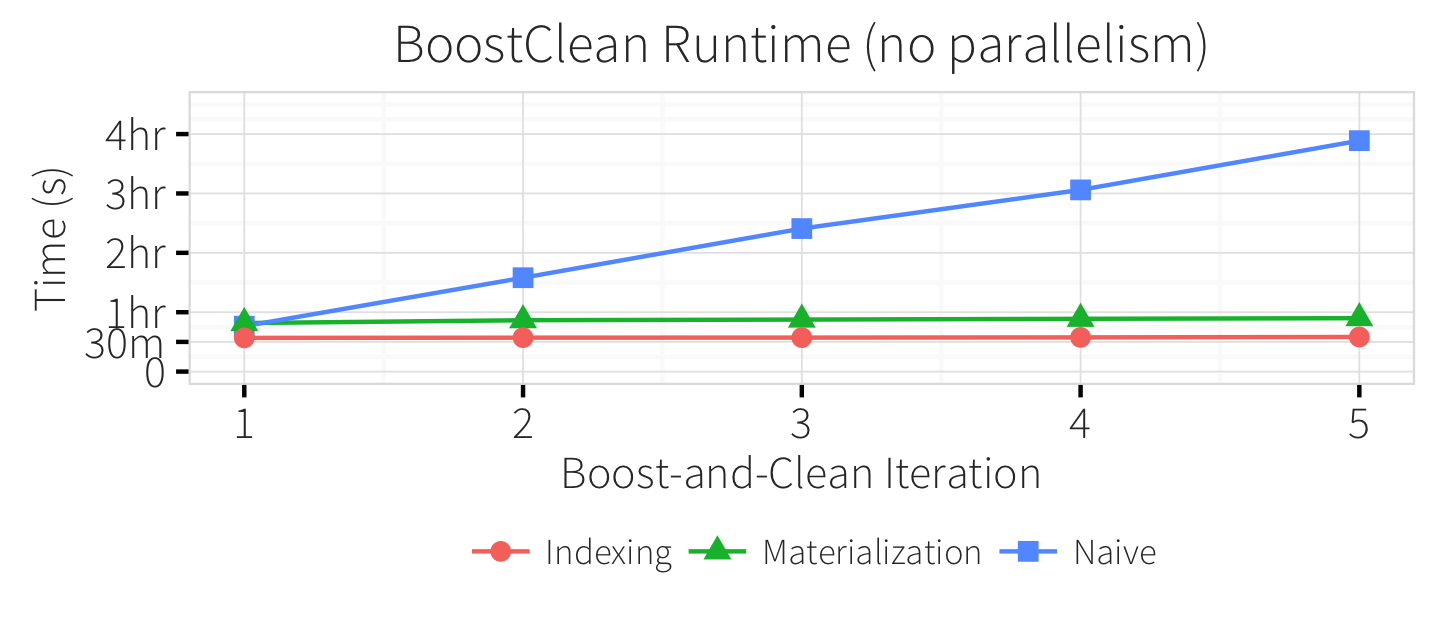 BoostClean Runtime (no parallelism)
Time (s)
4hr
3hr
2hr
1hr
30m
0
1 2 3 4 5
Boost-and-Clean Iteration
Indexing Materialization Naive